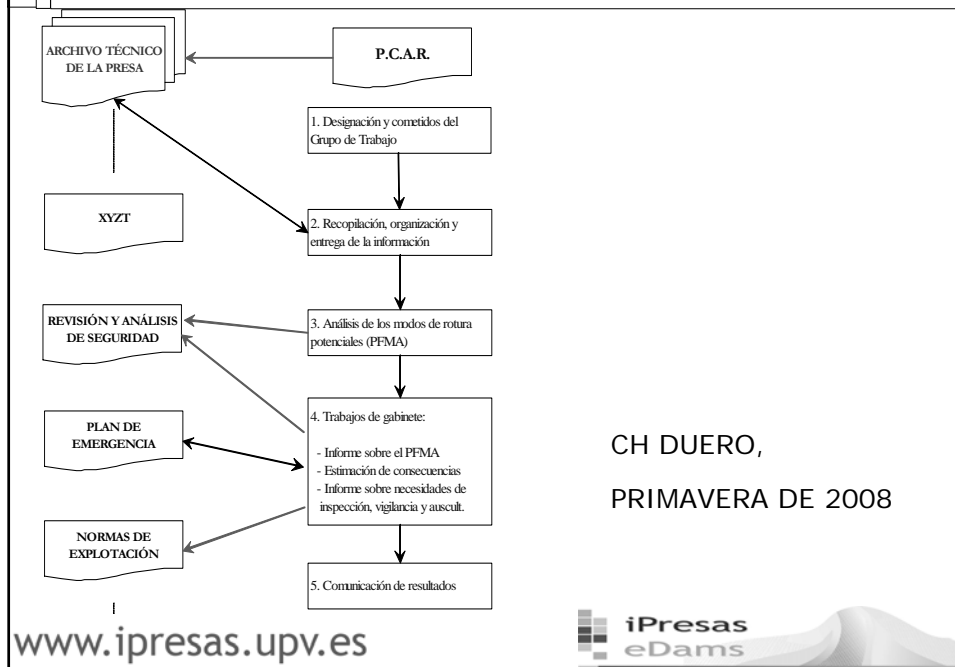 ARCHIVO TÉCNICO
DE LA PRESA
P.C.A.R.
1. Designación y cometidos del
Grupo de Trabajo
XYZT
2. Recopilación, organización y
entrega de la información
REVISIÓN Y ANÁLISIS
DE SEGURIDAD
3. Análisis de los modos de rotura
potenciales (PFMA)
PLAN DE
EMERGENCIA
4. Trabajos de gabinete:
- Informe sobre el PFMA
- Estimación de consecuencias
- Informe sobre necesidades de
inspección, vigilancia y auscult.
NORMAS DE
EXPLOTACIÓN
5. Comunicación de resultados
CH DUERO,
PRIMAVERA DE 2008
www.ipresas.upv.es
iPresas
eDams